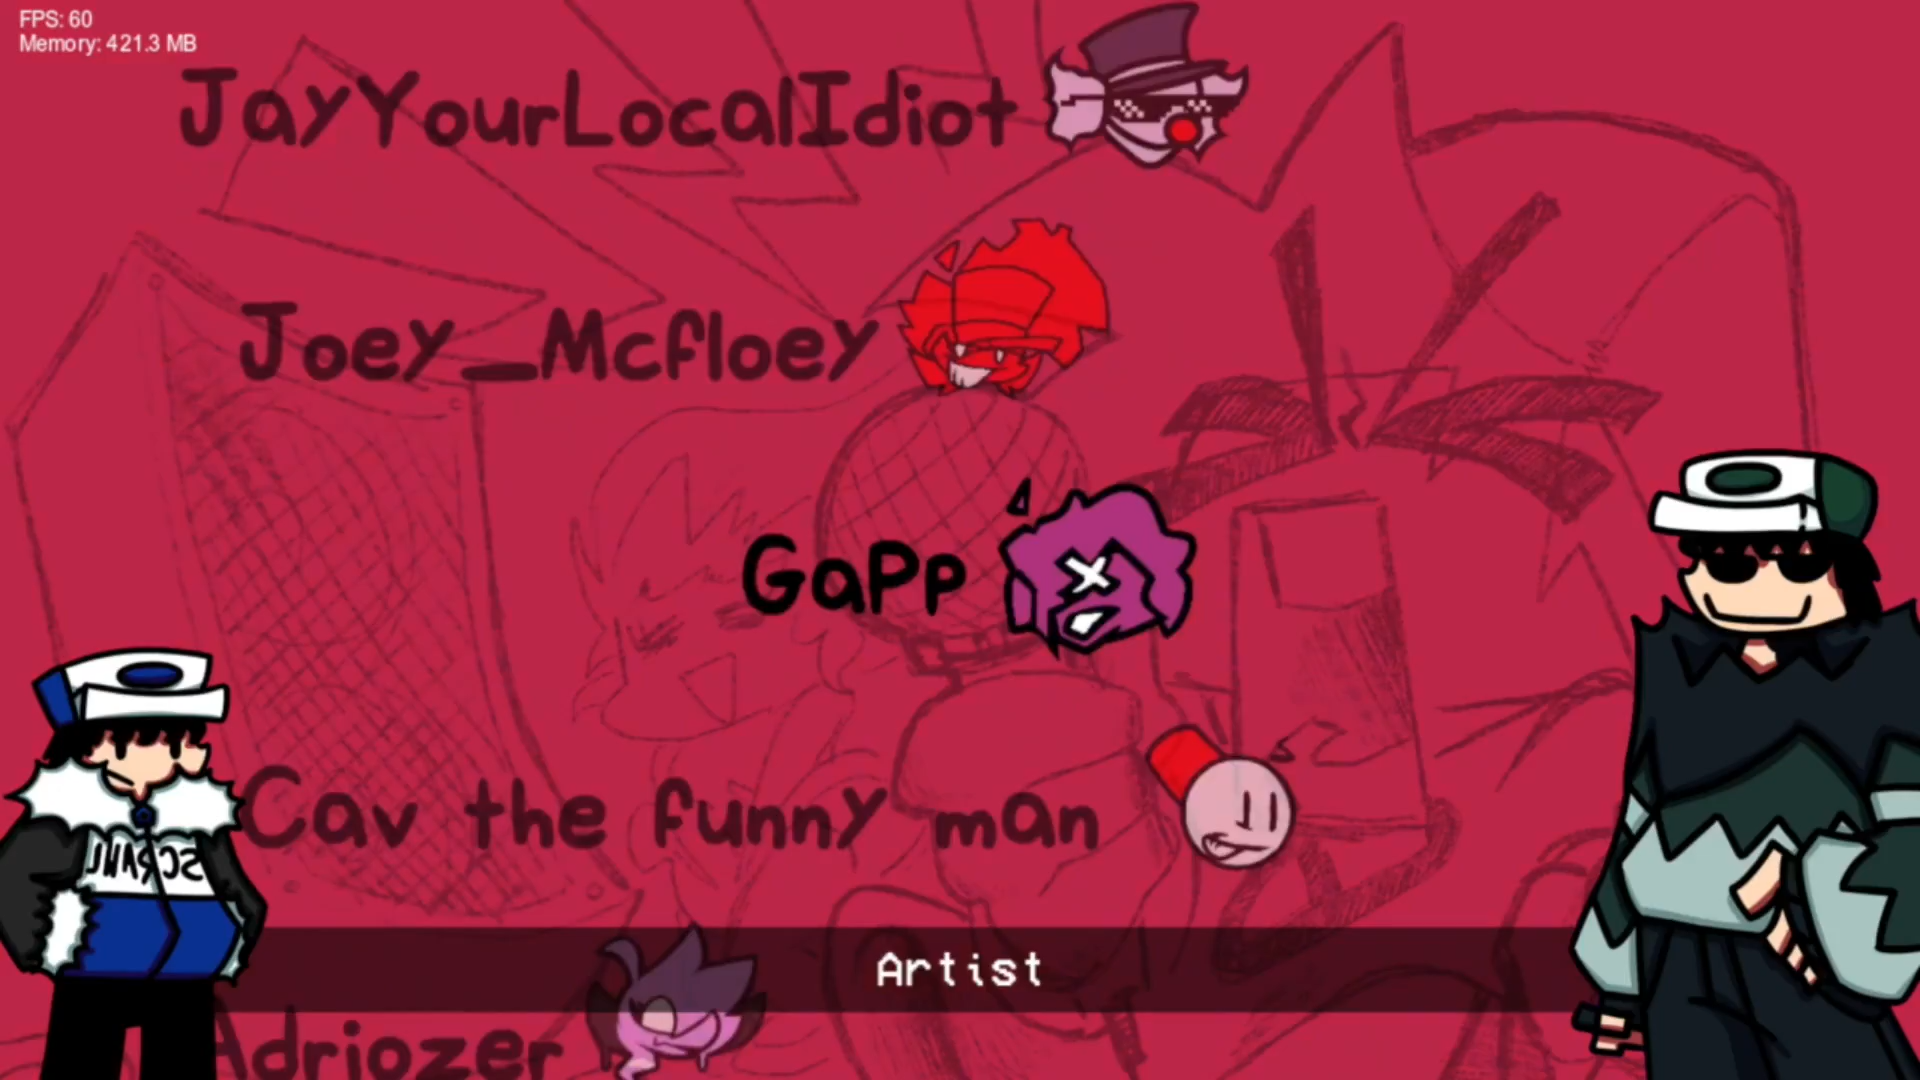 FPS: 60
Memory: 421.3 MB
JayYourLocalIdiot
Joey_Mcfloey
GaPp
Cav the funny man
Artist
Adriozer